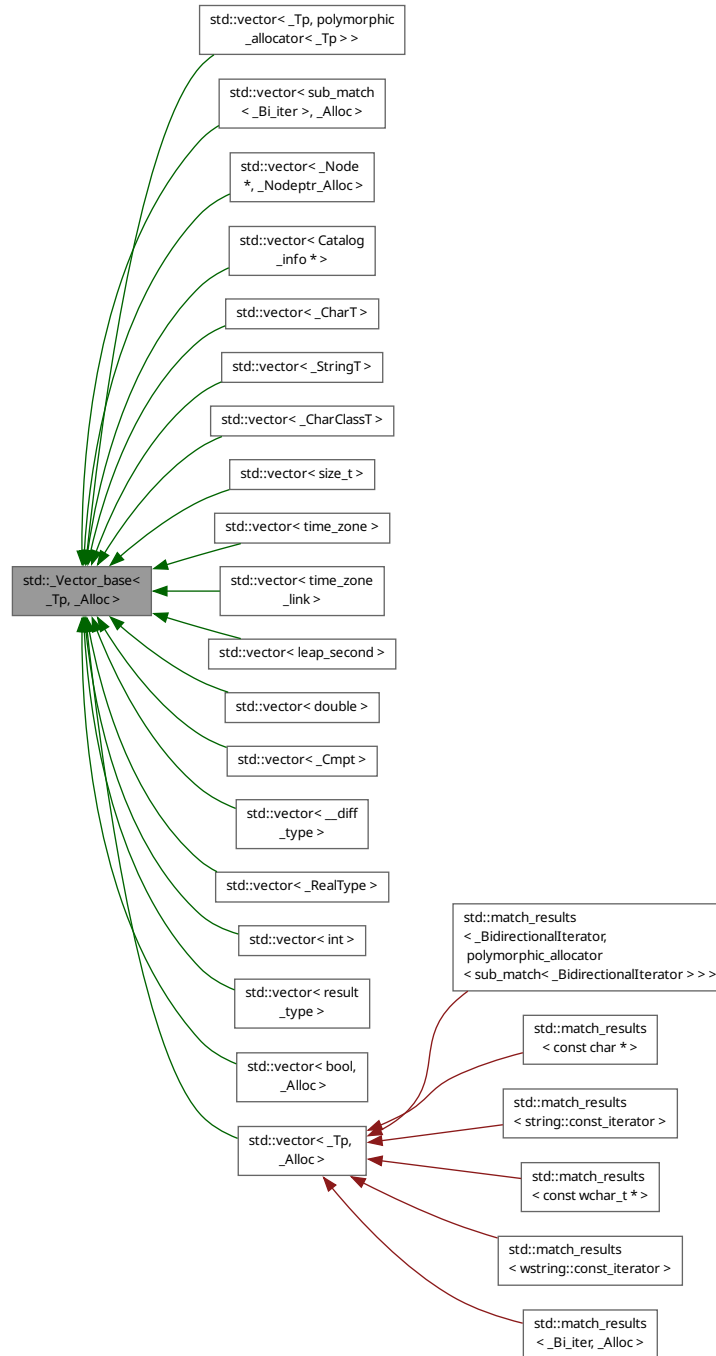 std::vector< _Tp, polymorphic
_allocator< _Tp > >
std::vector< sub_match
< _Bi_iter >, _Alloc >
std::vector< _Node
*, _Nodeptr_Alloc >
std::vector< Catalog
_info * >
std::vector< _CharT >
std::vector< _StringT >
std::vector< _CharClassT >
std::vector< size_t >
std::vector< time_zone >
std::_Vector_base<
_Tp, _Alloc >
std::vector< time_zone
_link >
std::vector< leap_second >
std::vector< double >
std::vector< _Cmpt >
std::vector< __diff
_type >
std::vector< _RealType >
std::vector< int >
std::vector< result
_type >
std::vector< bool,
_Alloc >
std::vector< _Tp,
_Alloc >
std::match_results
< _BidirectionalIterator,
polymorphic_allocator
< sub_match< _BidirectionalIterator > > >
std::match_results
< const char * >
std::match_results
< string::const_iterator >
std::match_results
< const wchar_t * >
std::match_results
< wstring::const_iterator >
std::match_results
< _Bi_iter, _Alloc >